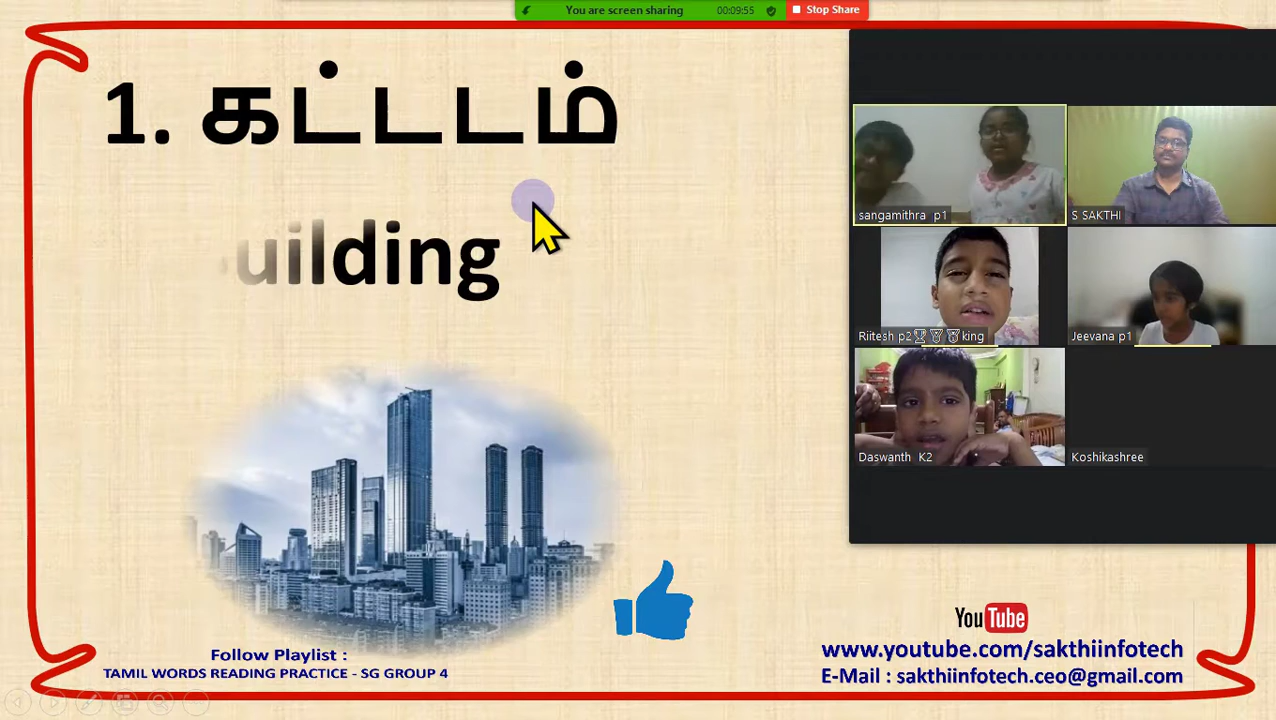 You are screen sharing 00:09:55 Stop Share
1. கட்டடம்
uilding
sangamithra p1
S SAKTHI
Riitesh p2🏆🏅🏅king
Jeevana p1
Daswanth K2
Koshikashree
YouTube
Follow Playlist :
TAMIL WORDS READING PRACTICE - SG GROUP 4
www.youtube.com/sakthiinfotech
E-Mail : sakthiinfotech.ceo@gmail.com